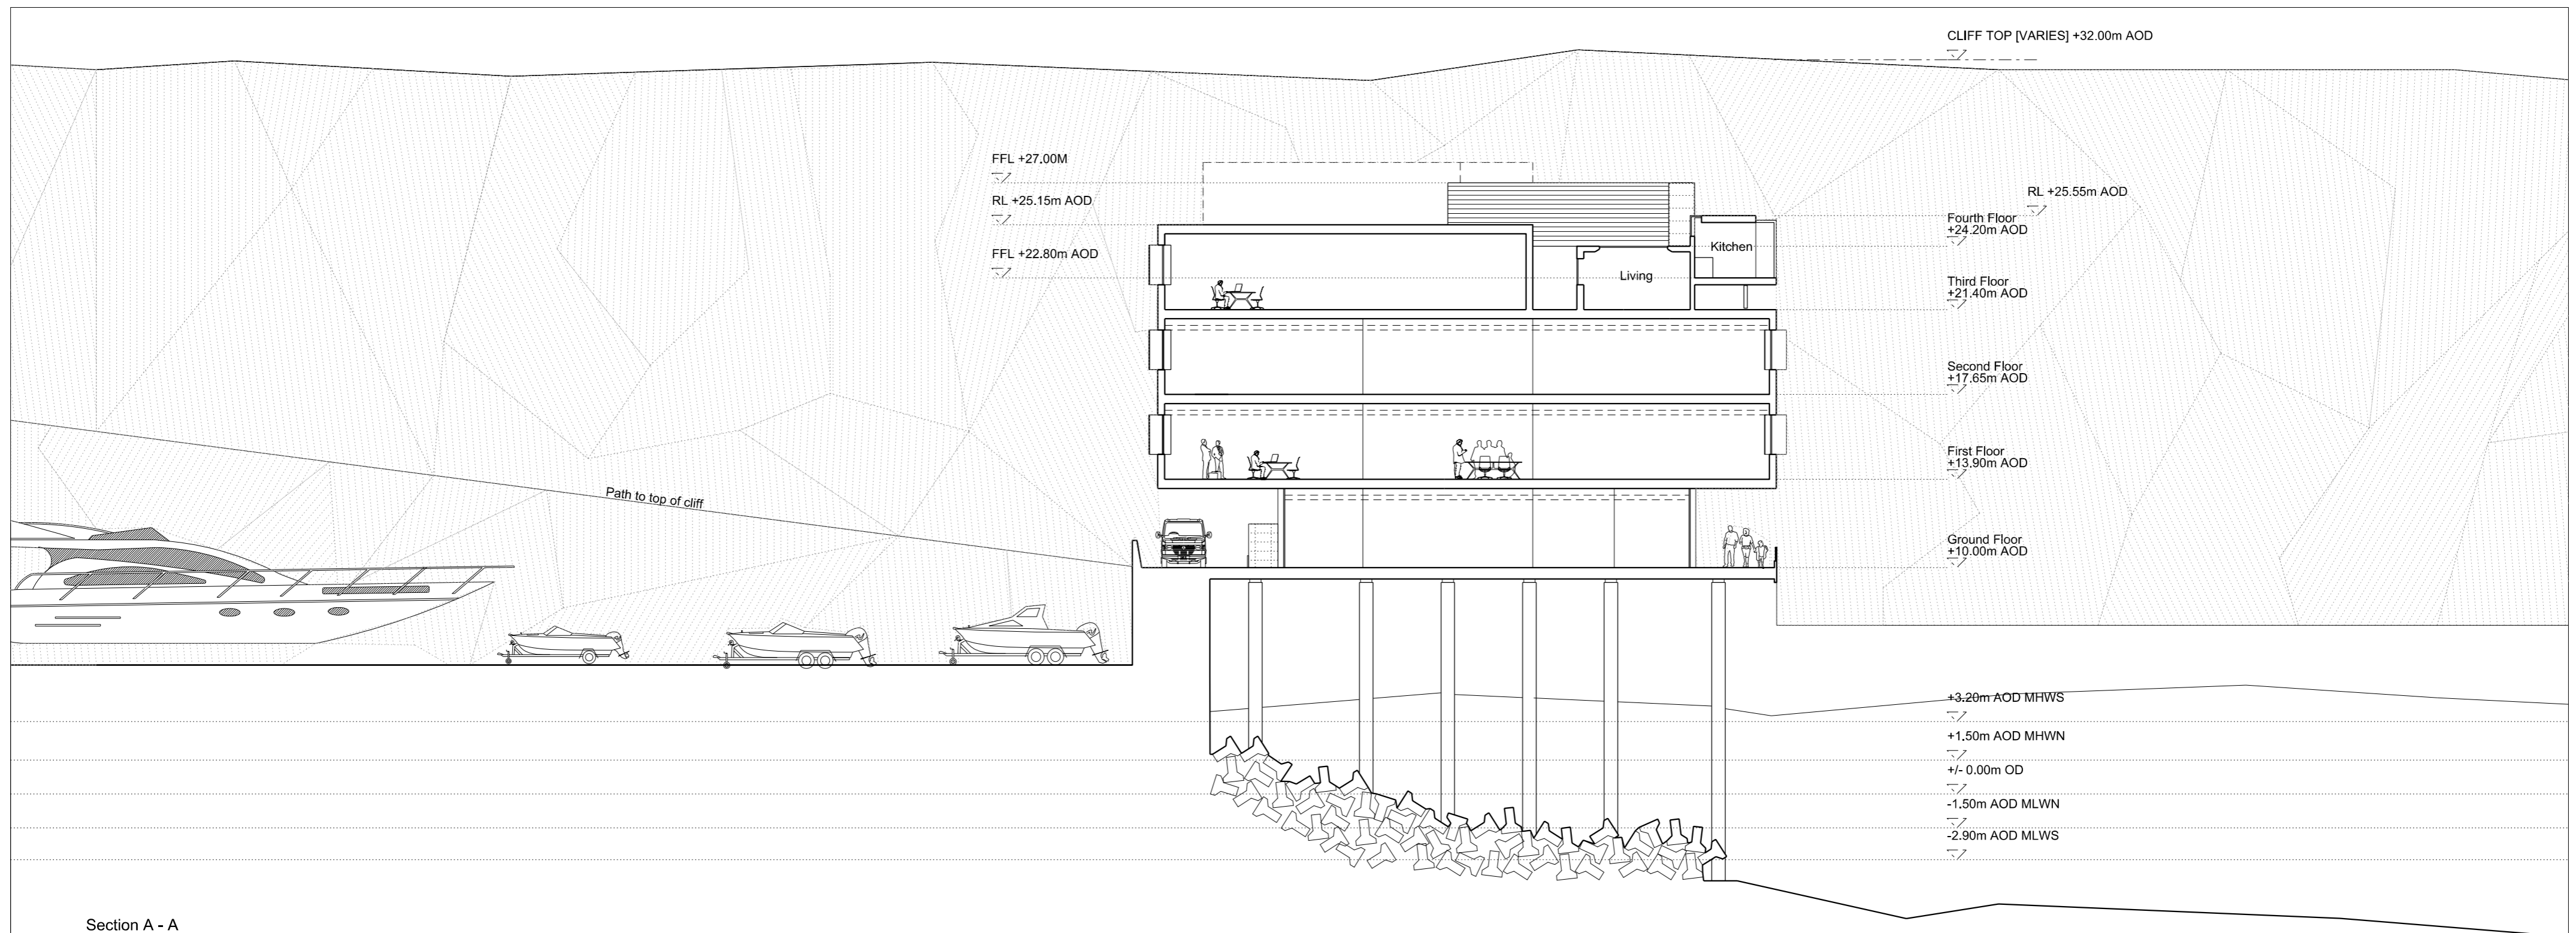 CLIFF TOP [VARIES] +32.00m AOD
FFL +27.00M
RL +25.15m AOD
FFL +22.80m AOD
RL +25.55m AOD
Fourth Floor
+24.20m AOD
Kitchen
Living
Third Floor
+21.40m AOD
Second Floor
+17.65m AOD
First Floor
+13.90m AOD
Path to top of cliff
Ground Floor
+10.00m AOD
+3.20m AOD MHWS
+1.50m AOD MHWN
+/- 0.00m OD
-1.50m AOD MLWN
-2.90m AOD MLWS
Section A - A